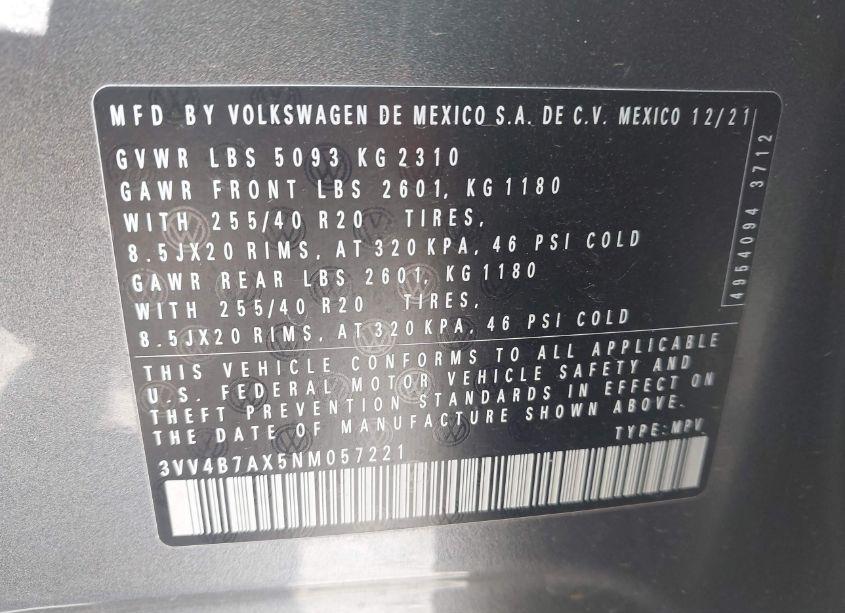 MFD BY VOLKSWAGEN DE MEXICO S.A. DE C.V. MEXICO 12/21
GVWR LBS 5093 KG 2310
GAWR FRONT LBS 2601, KG 1180
WITH 255/40 R20 TIRES,
8.5JX20 RIMS, AT 320 KPA, 46 PSI COLD
GAWR REAR LBS 2601, KG 1180
WITH 255/40 R20 TIRES,
8.5JX20 RIMS, AT 320 KPA, 46 PSI COLD
THIS VEHICLE CONFORMS TO ALL APPLICABLE
U.S. FEDERAL MOTOR VEHICLE SAFETY AND
THEFT PREVENTION STANDARDS IN EFFECT ON
THE DATE OF MANUFACTURE SHOWN ABOVE.
TYPE:MPV
3VV4B7AX5NM057221
4954094 3712